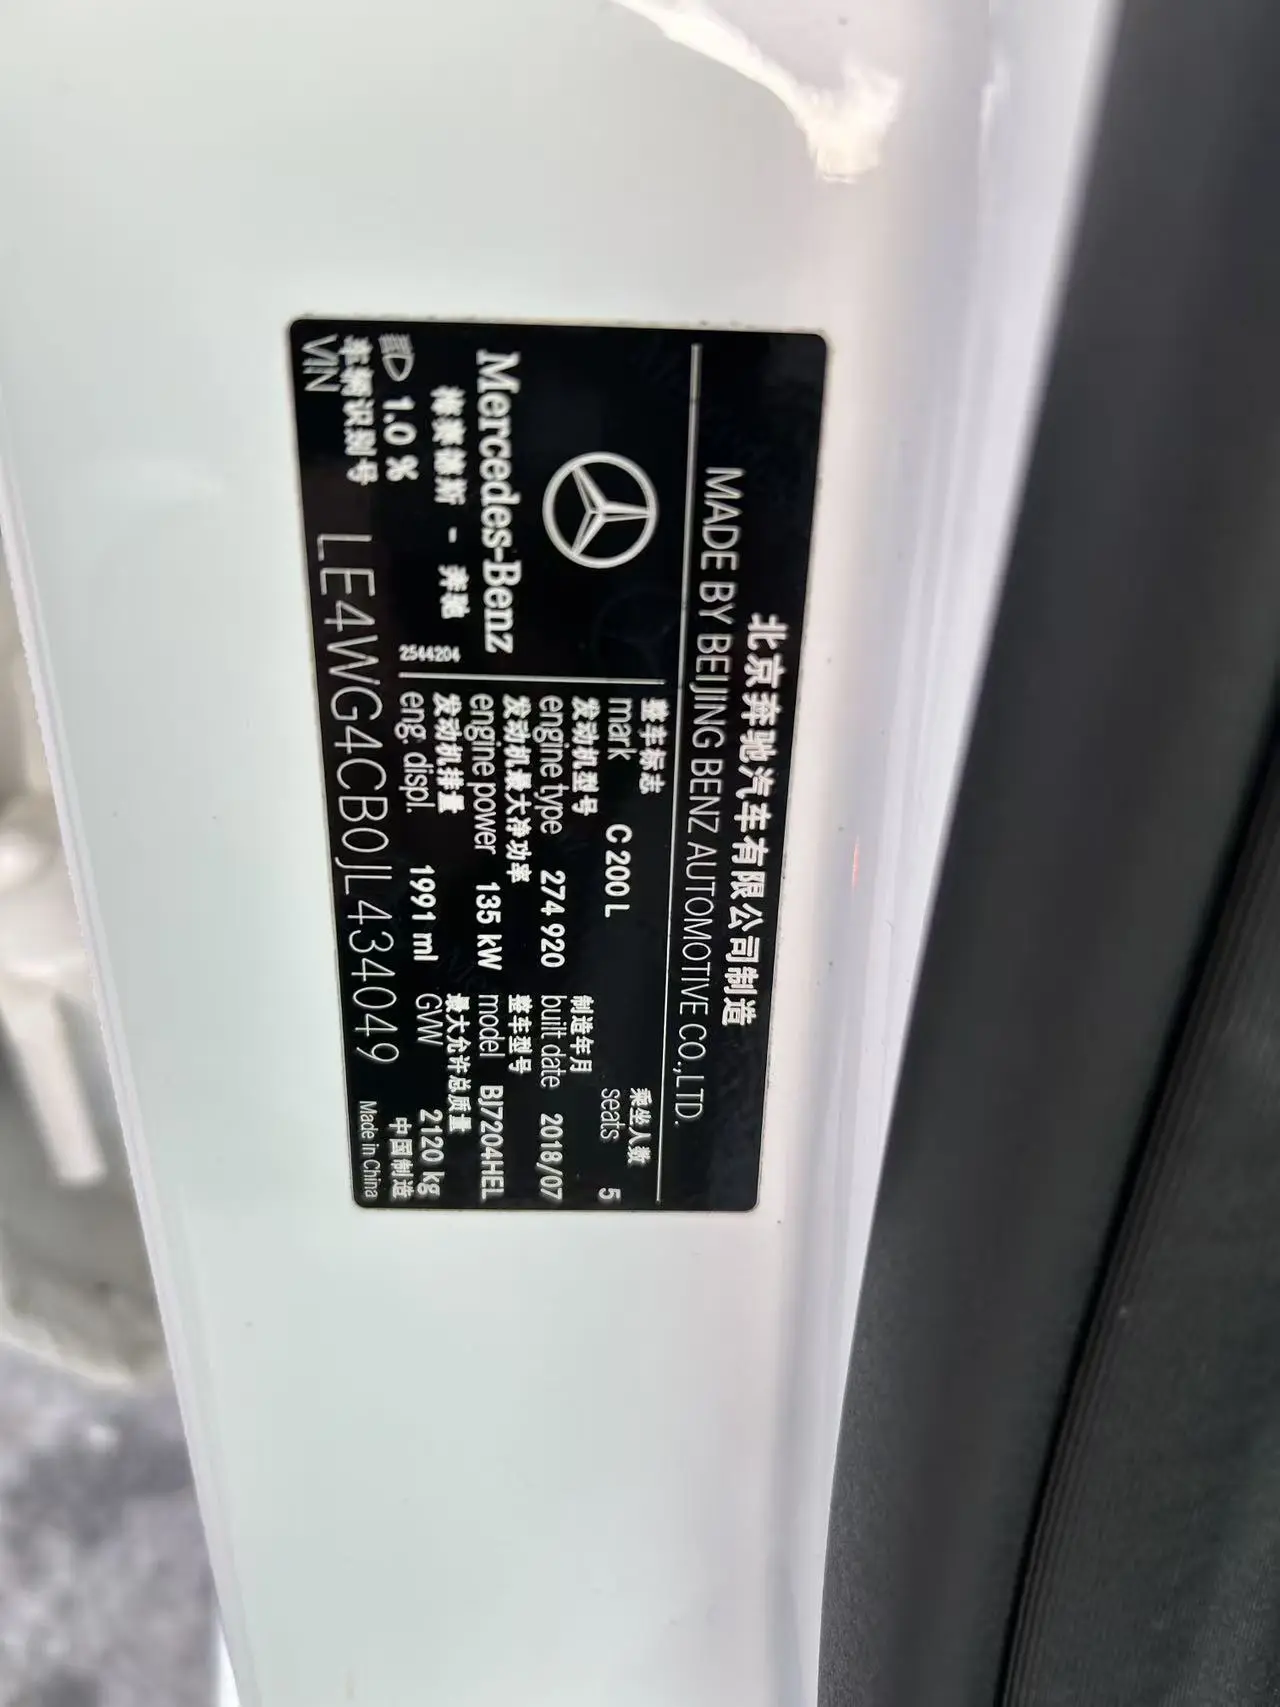 北京奔驰汽车有限公司制造
MADE BY BEIJING BENZ AUTOMOTIVE CO.,LTD.
Mercedes-Benz
梅赛德斯 - 奔驰
1.0 %
2544204
整车标志 乘坐人数
mark C 200 L seats 5
发动机型号 制造年月
engine type 274 920 built date 2018/07
发动机最大净功率 整车型号
engine power 135 kW model BJ7204HEL
发动机排量 最大允许总质量
eng. displ. 1991 ml GVW 2120 kg
车辆识别号 中国制造
VIN LE4WG4CB0JL434049 Made in China